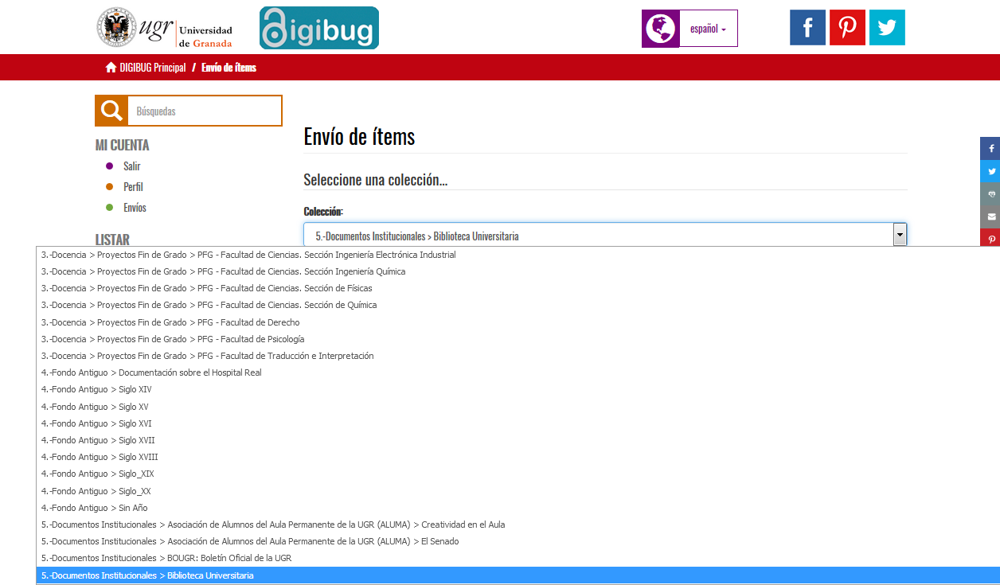 ugr Universidad
de Granada
Digibug
español
DIGIBUG Principal / Envío de ítems
Búsquedas
MI CUENTA
Salir
Perfil
Envíos
LISTAR
Envío de ítems
Seleccione una colección...
Colección:
5.-Documentos Institucionales > Biblioteca Universitaria
3.-Docencia > Proyectos Fin de Grado > PFG - Facultad de Ciencias. Sección Ingeniería Electrónica Industrial
3.-Docencia > Proyectos Fin de Grado > PFG - Facultad de Ciencias. Sección Ingeniería Química
3.-Docencia > Proyectos Fin de Grado > PFG - Facultad de Ciencias. Sección de Físicas
3.-Docencia > Proyectos Fin de Grado > PFG - Facultad de Ciencias. Sección de Química
3.-Docencia > Proyectos Fin de Grado > PFG - Facultad de Derecho
3.-Docencia > Proyectos Fin de Grado > PFG - Facultad de Psicología
3.-Docencia > Proyectos Fin de Grado > PFG - Facultad de Traducción e Interpretación
4.-Fondo Antiguo > Documentación sobre el Hospital Real
4.-Fondo Antiguo > Siglo XIV
4.-Fondo Antiguo > Siglo XV
4.-Fondo Antiguo > Siglo XVI
4.-Fondo Antiguo > Siglo XVII
4.-Fondo Antiguo > Siglo XVIII
4.-Fondo Antiguo > Siglo_XIX
4.-Fondo Antiguo > Siglo_XX
4.-Fondo Antiguo > Sin Año
5.-Documentos Institucionales > Asociación de Alumnos del Aula Permanente de la UGR (ALUMA) > Creatividad en el Aula
5.-Documentos Institucionales > Asociación de Alumnos del Aula Permanente de la UGR (ALUMA) > El Senado
5.-Documentos Institucionales > BOUGR: Boletín Oficial de la UGR
5.-Documentos Institucionales > Biblioteca Universitaria